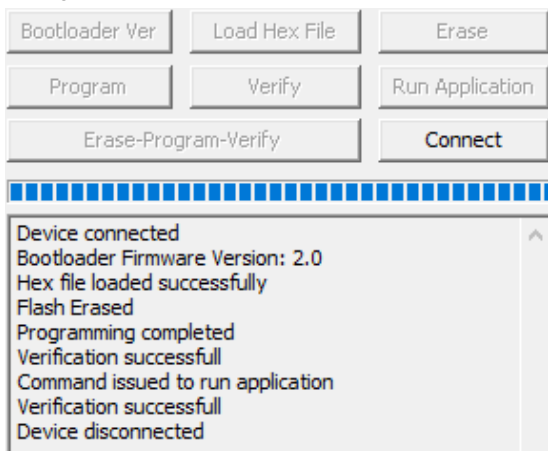 Bootloader Ver
Load Hex File
Erase
Program
Verify
Run Application
Erase-Program-Verify
Connect
Device connected
Bootloader Firmware Version: 2.0
Hex file loaded successfully
Flash Erased
Programming completed
Verification successfull
Command issued to run application
Verification successfull
Device disconnected